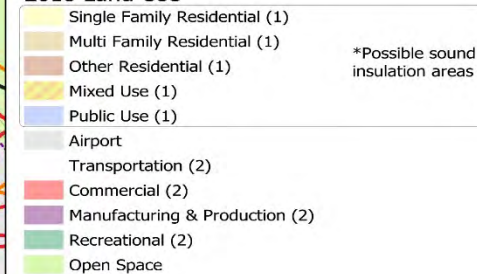 Single Family Residential (1)
Multi Family Residential (1)
Other Residential (1)
Mixed Use (1)
Public Use (1)
*Possible sound
insulation areas
Airport
Transportation (2)
Commercial (2)
Manufacturing & Production (2)
Recreational (2)
Open Space